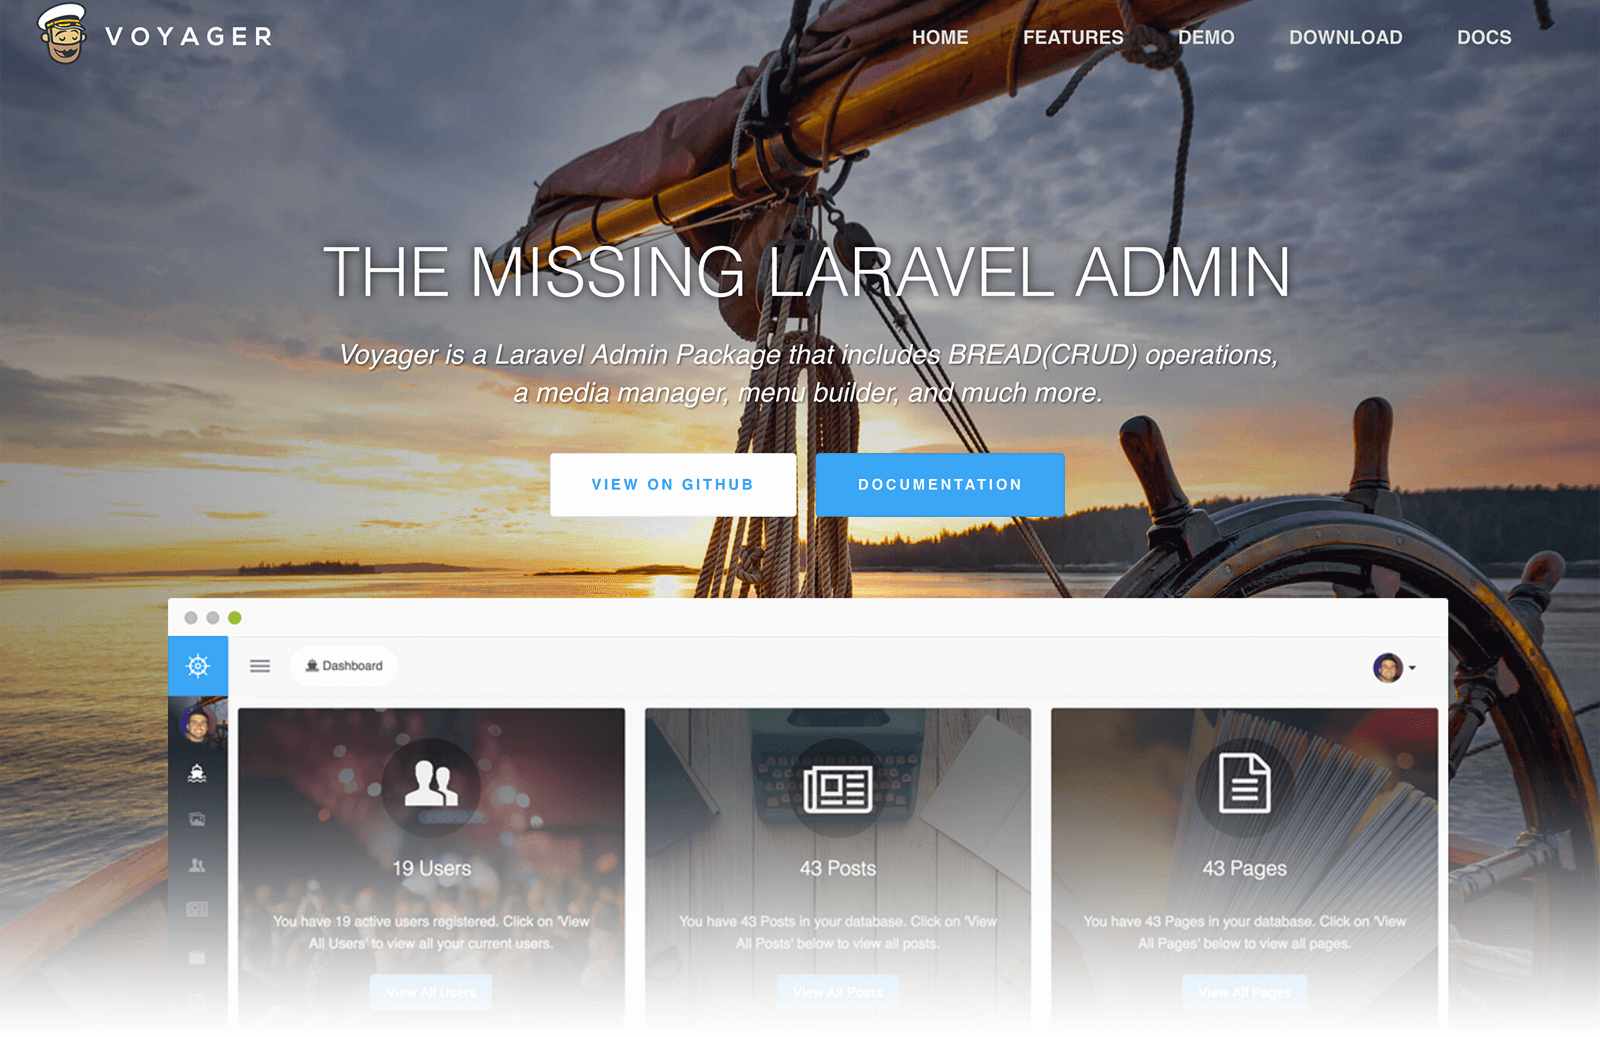 VOYAGER
HOME FEATURES DEMO DOWNLOAD DOCS
THE MISSING LARAVEL ADMIN
Voyager is a Laravel Admin Package that includes BREAD(CRUD) operations,
a media manager, menu builder, and much more.
VIEW ON GITHUB DOCUMENTATION
Dashboard
19 Users
You have 19 active users registered. Click on 'View
All Users' to view all your current users.
View All Users
43 Posts
You have 43 Posts in your database. Click on 'View
All Posts' below to view all posts.
View All Posts
43 Pages
You have 43 Pages in your database. Click on 'View
All Pages' below to view all pages.
View All Pages